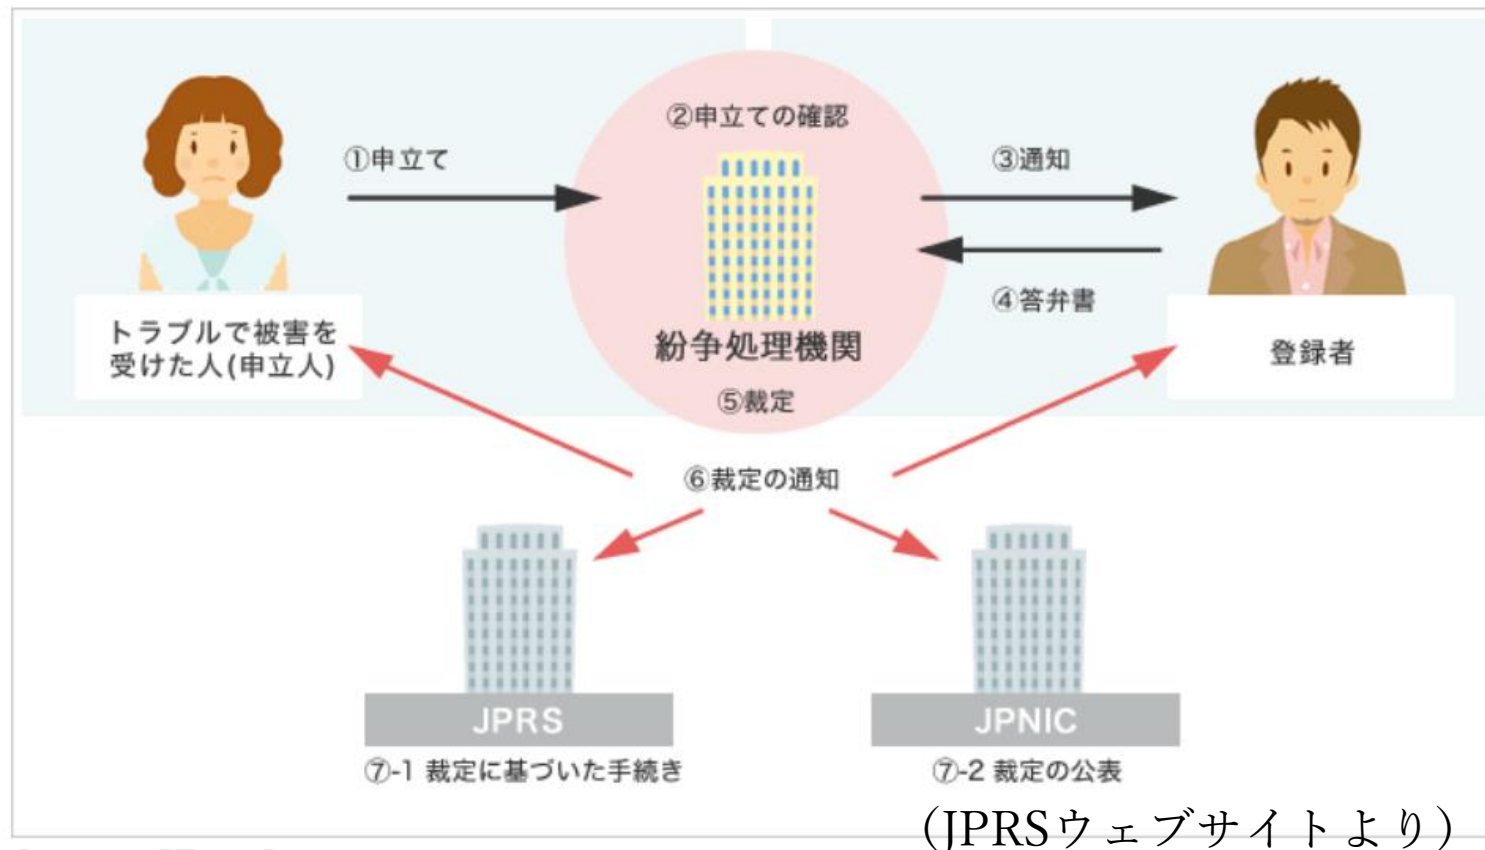 ②申立ての確認
①申立て
③通知
④答弁書
トラブルで被害を
受けた人(申立人)
紛争処理機関
登録者
⑤裁定
⑥裁定の通知
JPRS
JPNIC
⑦-1 裁定に基づいた手続き
⑦-2 裁定の公表
(JPRSウェブサイトより)